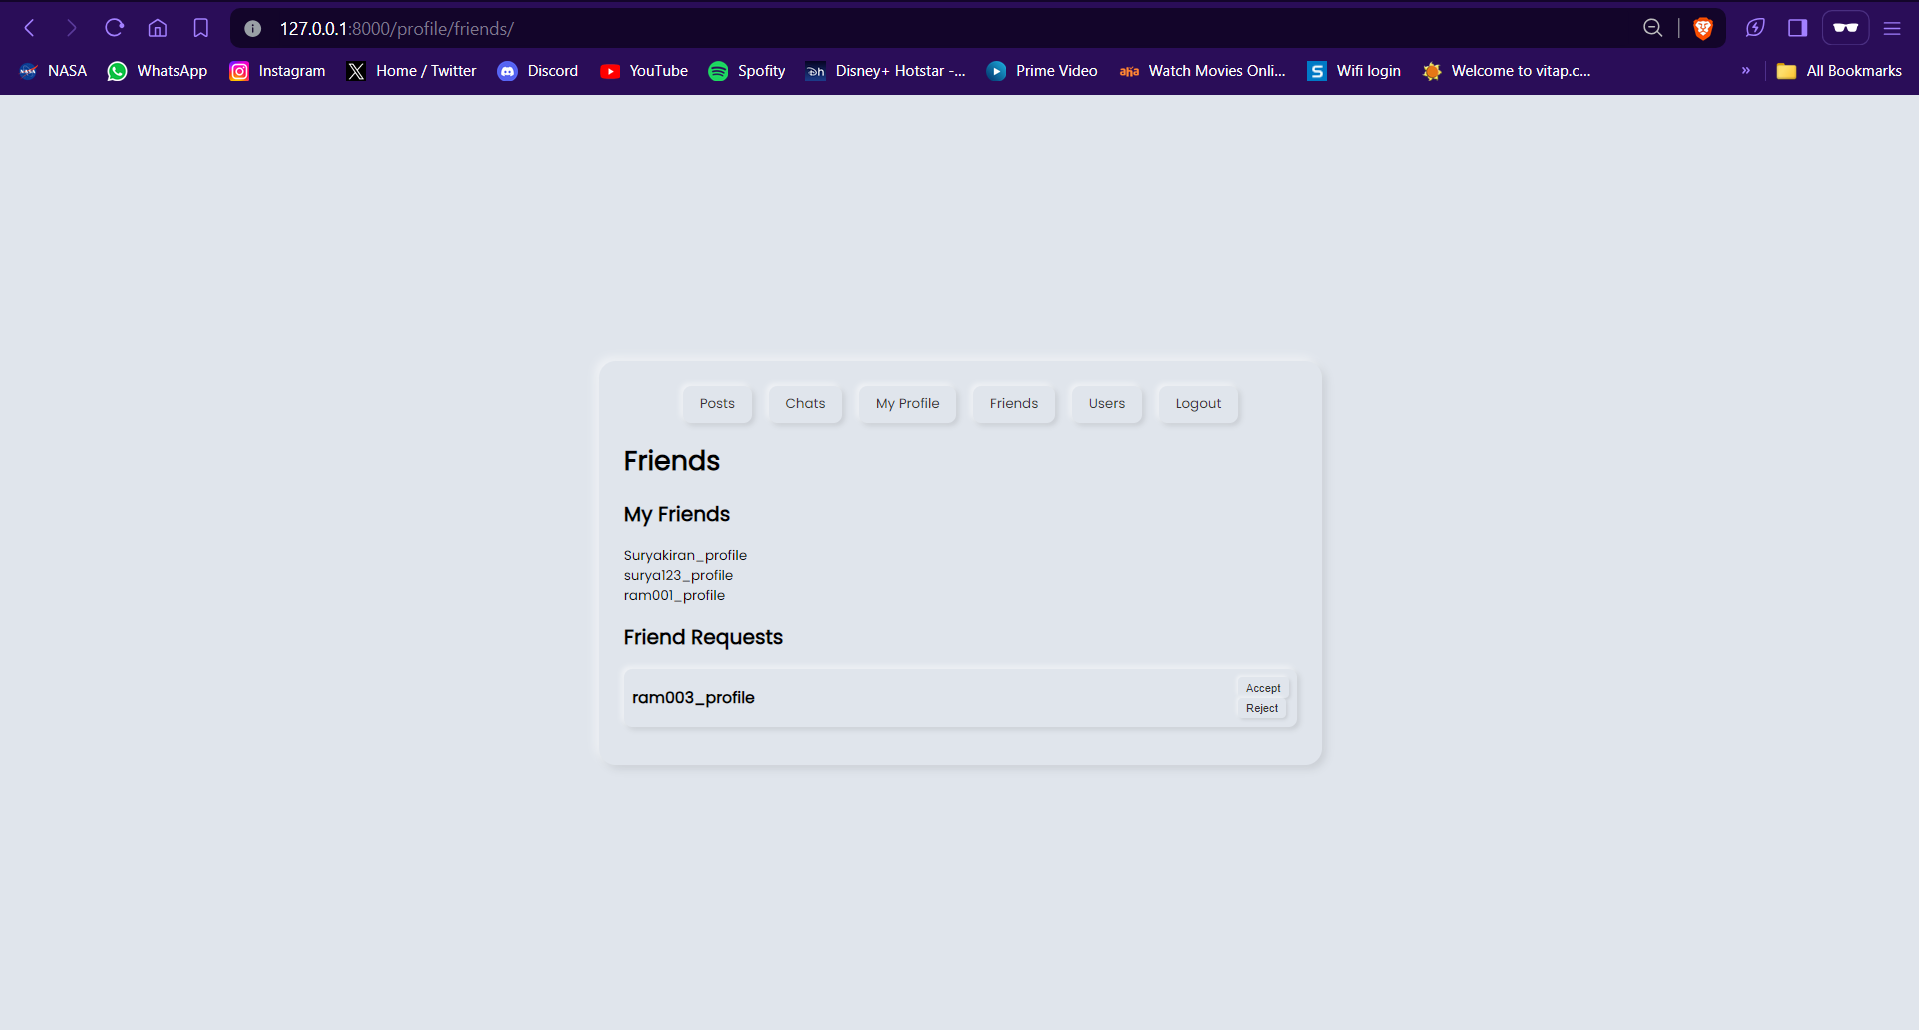 127.0.0.1:8000/profile/friends/
NASA WhatsApp Instagram Home / Twitter Discord YouTube Spofity Disney+ Hotstar -... Prime Video aha Watch Movies Onli... S Wifi login Welcome to vitap.c... » All Bookmarks
Posts Chats My Profile Friends Users Logout
Friends
My Friends
Suryakiran_profile
surya123_profile
ram001_profile
Friend Requests
ram003_profile
Accept
Reject